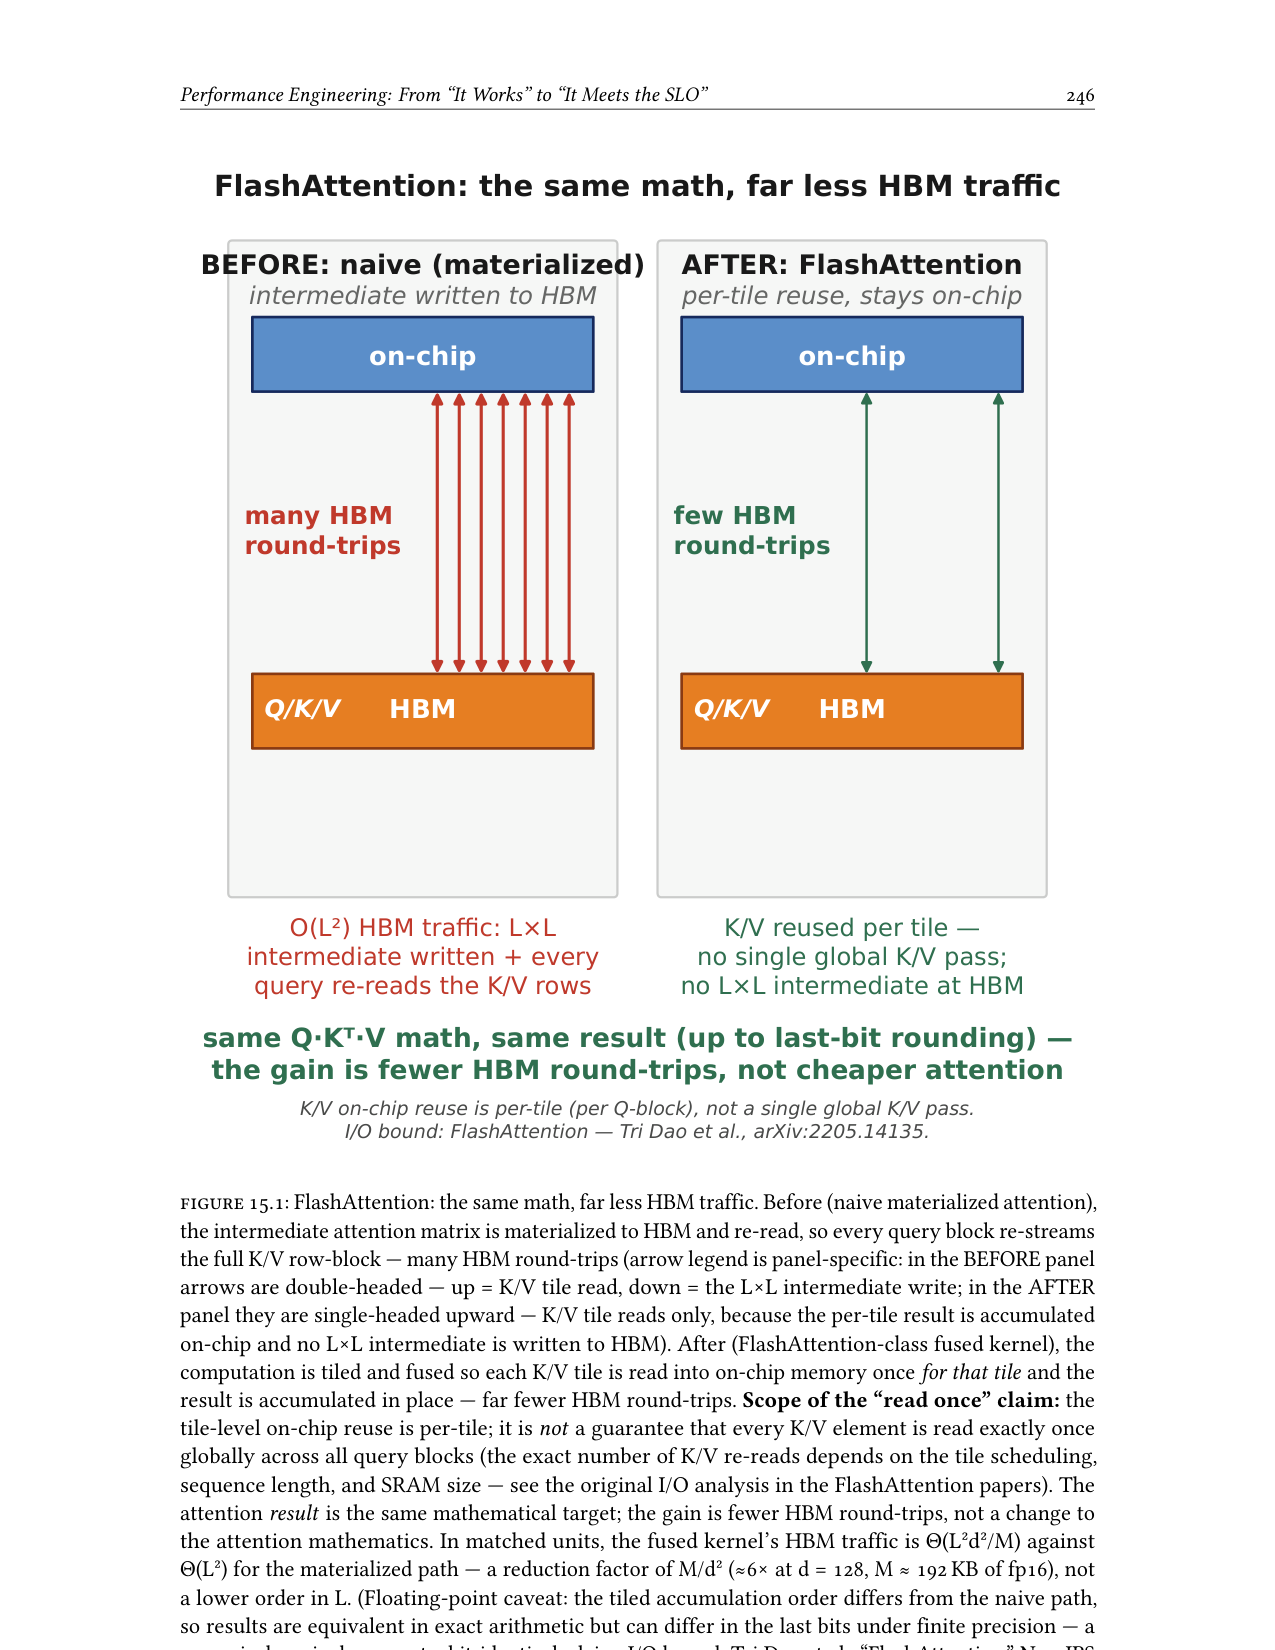 Performance Engineering: From “It Works” to “It Meets the SLO” 246
FlashAttention: the same math, far less HBM traffic
BEFORE: naive (materialized)
intermediate written to HBM
on-chip
many HBM
round-trips
Q/K/V HBM
O(L²) HBM traffic: L×L
intermediate written + every
query re-reads the K/V rows
AFTER: FlashAttention
per-tile reuse, stays on-chip
on-chip
few HBM
round-trips
Q/K/V HBM
K/V reused per tile —
no single global K/V pass;
no L×L intermediate at HBM
same Q·Kᵀ·V math, same result (up to last-bit rounding) —
the gain is fewer HBM round-trips, not cheaper attention
K/V on-chip reuse is per-tile (per Q-block), not a single global K/V pass.
I/O bound: FlashAttention — Tri Dao et al., arXiv:2205.14135.
FIGURE 15.1: FlashAttention: the same math, far less HBM traffic. Before (naive materialized attention),
the intermediate attention matrix is materialized to HBM and re-read, so every query block re-streams
the full K/V row-block — many HBM round-trips (arrow legend is panel-specific: in the BEFORE panel
arrows are double-headed — up = K/V tile read, down = the L×L intermediate write; in the AFTER
panel they are single-headed upward — K/V tile reads only, because the per-tile result is accumulated
on-chip and no L×L intermediate is written to HBM). After (FlashAttention-class fused kernel), the
computation is tiled and fused so each K/V tile is read into on-chip memory once for that tile and the
result is accumulated in place — far fewer HBM round-trips. Scope of the “read once” claim: the
tile-level on-chip reuse is per-tile; it is not a guarantee that every K/V element is read exactly once
globally across all query blocks (the exact number of K/V re-reads depends on the tile scheduling,
sequence length, and SRAM size — see the original I/O analysis in the FlashAttention papers). The
attention result is the same mathematical target; the gain is fewer HBM round-trips, not a change to
the attention mathematics. In matched units, the fused kernel’s HBM traffic is Θ(L²d²/M) against
Θ(L²) for the materialized path — a reduction factor of M/d² (≈6× at d = 128, M ≈ 192 KB of fp16), not
a lower order in L. (Floating-point caveat: the tiled accumulation order differs from the naive path,
so results are equivalent in exact arithmetic but can differ in the last bits under finite precision — a